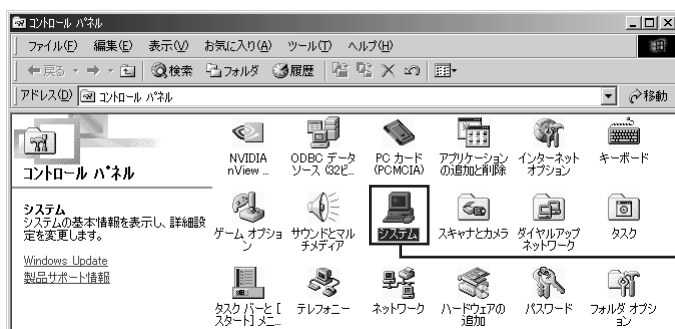 コントロール パネル
ファイル(F) 編集(E) 表示(V) お気に入り(A) ツール(T) ヘルプ(H)
戻る 検索 フォルダ 履歴
アドレス(D) コントロール パネル 移動
コントロール パネル
システム
システムの基本情報を表示し、詳細設
定を変更します。
Windows Update
製品サポート情報
NVIDIA
nView ...
ODBC データ
ソース (32ビ...
PC カード
(PCMCIA)
アプリケーション
の追加と削除
インターネット
オプション
キーボード
ゲーム オプショ
ン
サウンドとマル
チメディア
システム
スキャナとカメラ
ダイヤルアップ
ネットワーク
タスク
タスク バーと [
スタート] メニ...
テレフォニー
ネットワーク
ハードウェアの
追加
パスワード
フォルダ オプシ
ョン